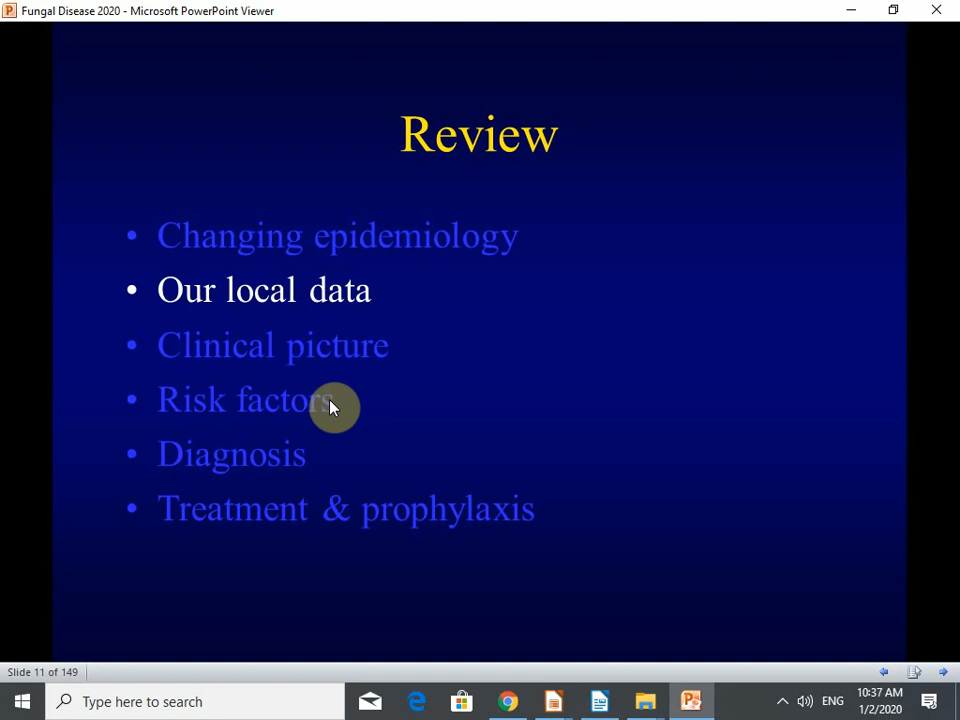 Fungal Disease 2020 - Microsoft PowerPoint Viewer
Review
• Changing epidemiology
• Our local data
• Clinical picture
• Risk factors
• Diagnosis
• Treatment & prophylaxis
Slide 11 of 149
Type here to search
ENG
10:37 AM
1/2/2020